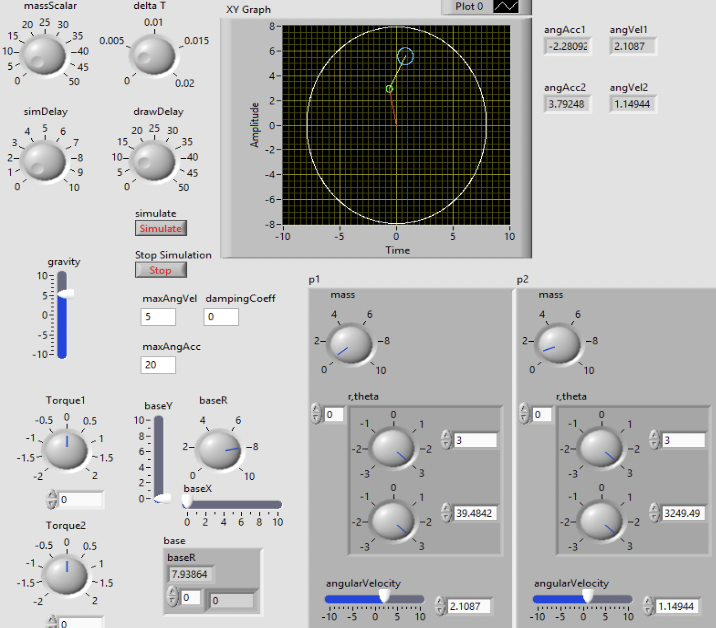 massScalar
20 25 30
15 35
10 40
5 45
0 50
delta T
0.01
0.005 0.015
0 0.02
simDelay
4 5 6
3 7
2 8
1 9
0 10
drawDelay
20 25 30
15 35
10 40
5 45
0 50
simulate
Simulate
Stop Simulation
Stop
XY Graph
Plot 0
Amplitude
8
6
4
2
0
-2
-4
-6
-8
-10 -5 0 5 10
Time
angAcc1 angVel1
-2.28092 2.1087
angAcc2 angVel2
3.79248 1.14944
gravity
10
5
0
-5
-10
maxAngVel dampingCoeff
5 0
maxAngAcc
20
Torque1
-0.5 0 0.5
-1 1
-1.5 1.5
-2 2
0
Torque2
-0.5 0 0.5
-1 1
-1.5 1.5
-2 2
0
baseY
10
8
6
4
2
0
baseR
4 6
2 8
0 10
baseX
0 2 4 6 8 10
base
baseR
7.93864
0 0
p1
mass
4 6
2 8
0 10
r,theta
0
0
-1 1
-2 2
-3 3
3
0
-1 1
-2 2
-3 3
39.4842
angularVelocity
-10 -5 0 5 10
2.1087
p2
mass
4 6
2 8
0 10
r,theta
0
0
-1 1
-2 2
-3 3
3
0
-1 1
-2 2
-3 3
3249.49
angularVelocity
-10 -5 0 5 10
1.14944